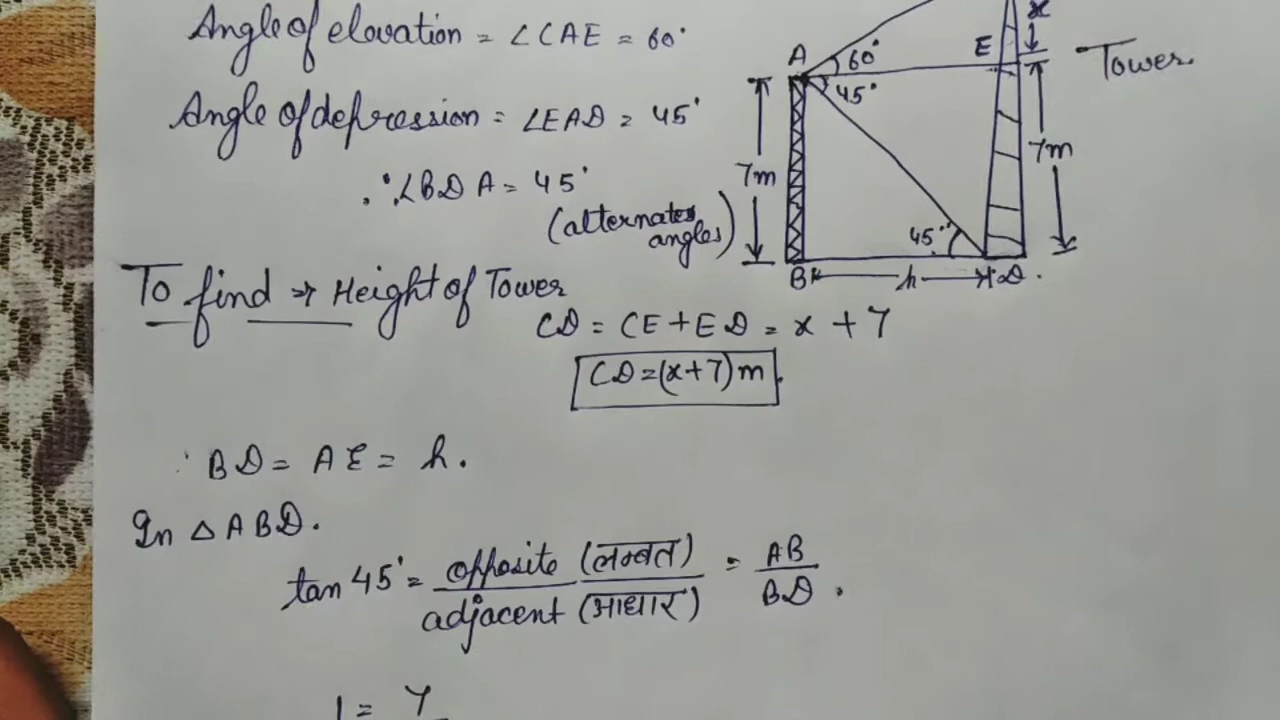 Angle of elovation = ∠CAE = 60°
Angle of depression = ∠EAD = 45°
∴ ∠BDA = 45°
(alternates angles)
To find ⇒ Height of Tower
CD = CE + ED = x + 7
CD = (x+7) m.
∴ BD = AE = h.
In △ABD.
tan 45° = opposite (लम्बत) / adjacent (आधार) = AB / BD.
1 = 7
x
A
60°
E
Tower.
45°
7m
7m
45°
B
h
D.